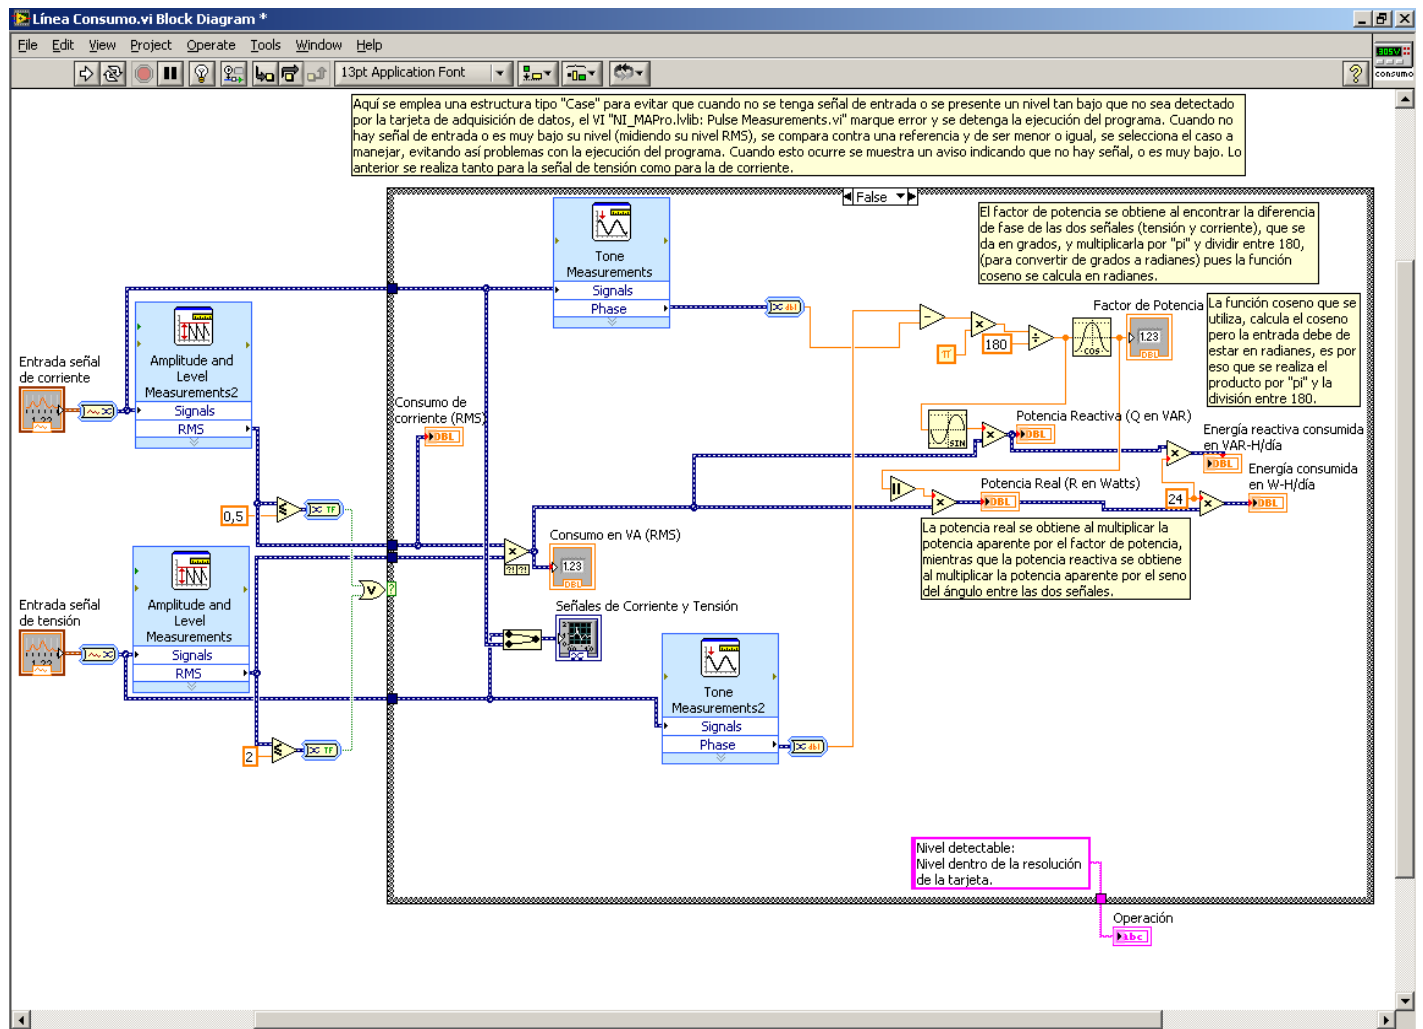 Línea Consumo.vi Block Diagram *
File Edit View Project Operate Tools Window Help
13pt Application Font
consumo
Aquí se emplea una estructura tipo "Case" para evitar que cuando no se tenga señal de entrada o se presente un nivel tan bajo que no sea detectado
por la tarjeta de adquisición de datos, el VI "NI_MAPro.lvlib: Pulse Measurements.vi" marque error y se detenga la ejecución del programa. Cuando no
hay señal de entrada o es muy bajo su nivel (midiendo su nivel RMS), se compara contra una referencia y de ser menor o igual, se selecciona el caso a
manejar, evitando así problemas con la ejecución del programa. Cuando esto ocurre se muestra un aviso indicando que no hay señal, o es muy bajo. Lo
anterior se realiza tanto para la señal de tensión como para la de corriente.
False
El factor de potencia se obtiene al encontrar la diferencia
de fase de las dos señales (tensión y corriente), que se
da en grados, y multiplicarla por "pi" y dividir entre 180,
(para convertir de grados a radianes) pues la función
coseno se calcula en radianes.
Tone
Measurements
Signals
Phase
dbl
Factor de Potencia
1.23
DBL
π
180
COS
La función coseno que se
utiliza, calcula el coseno
pero la entrada debe de
estar en radianes, es por
eso que se realiza el
producto por "pi" y la
división entre 180.
Entrada señal
de corriente
1.23
Amplitude and
Level
Measurements2
Signals
RMS
Consumo de
corriente (RMS)
DBL
SIN
Potencia Reactiva (Q en VAR)
DBL
Energía reactiva consumida
en VAR-H/día
DBL
Energía consumida
en W-H/día
DBL
24
Potencia Real (R en Watts)
DBL
0,5
TF
La potencia real se obtiene al multiplicar la
potencia aparente por el factor de potencia,
mientras que la potencia reactiva se obtiene
al multiplicar la potencia aparente por el seno
del ángulo entre las dos señales.
Consumo en VA (RMS)
1.23
DBL
Entrada señal
de tensión
1.23
Amplitude and
Level
Measurements
Signals
RMS
V
?
Señales de Corriente y Tensión
Tone
Measurements2
Signals
Phase
dbl
2
TF
Nivel detectable:
Nivel dentro de la resolución
de la tarjeta.
Operación
abc